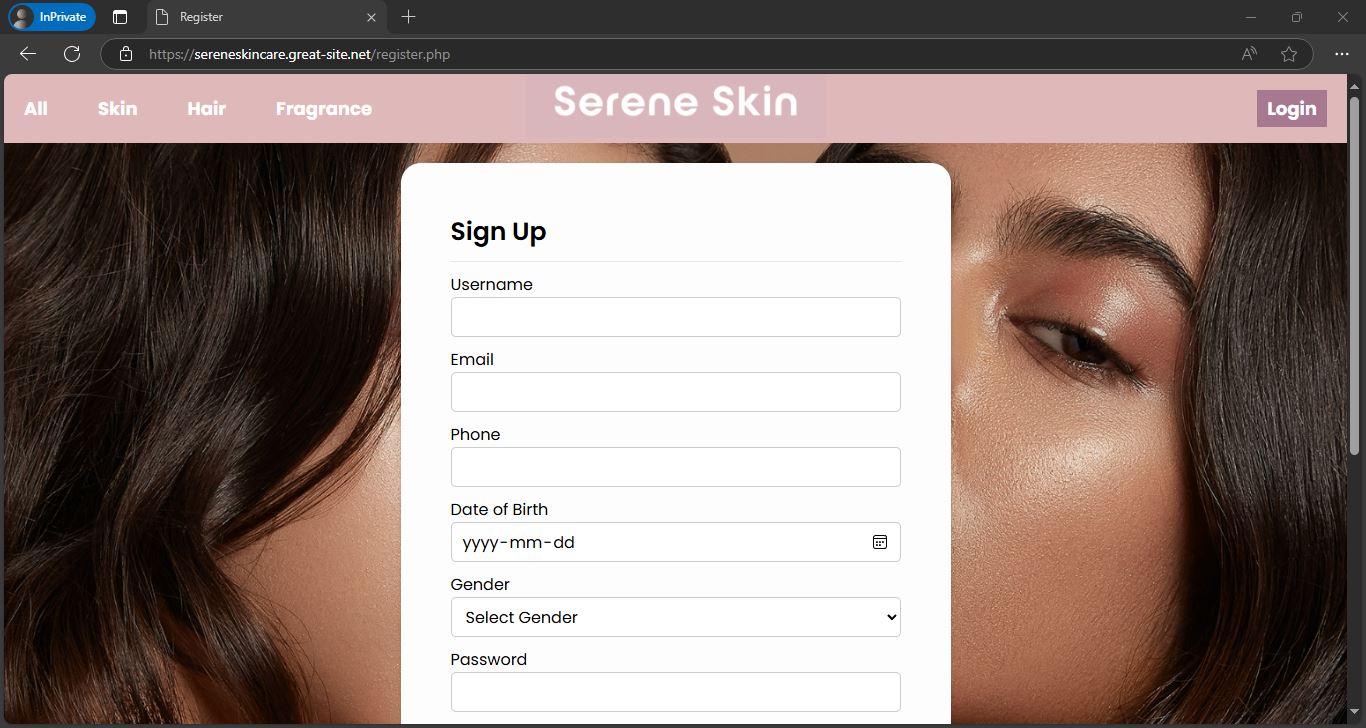 InPrivate
Register
https://sereneskincare.great-site.net/register.php
All Skin Hair Fragrance Serene Skin Login
Sign Up
Username
Email
Phone
Date of Birth
yyyy-mm-dd
Gender
Select Gender
Password